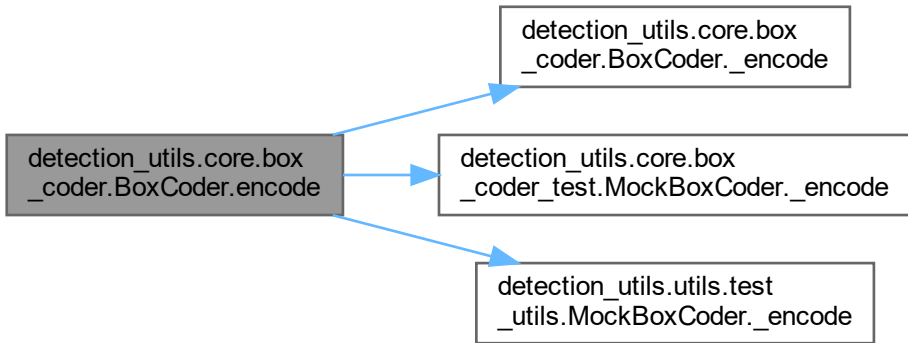 detection_utils.core.box
_coder.BoxCoder._encode
detection_utils.core.box
_coder.BoxCoder.encode
detection_utils.core.box
_coder_test.MockBoxCoder._encode
detection_utils.utils.test
_utils.MockBoxCoder._encode